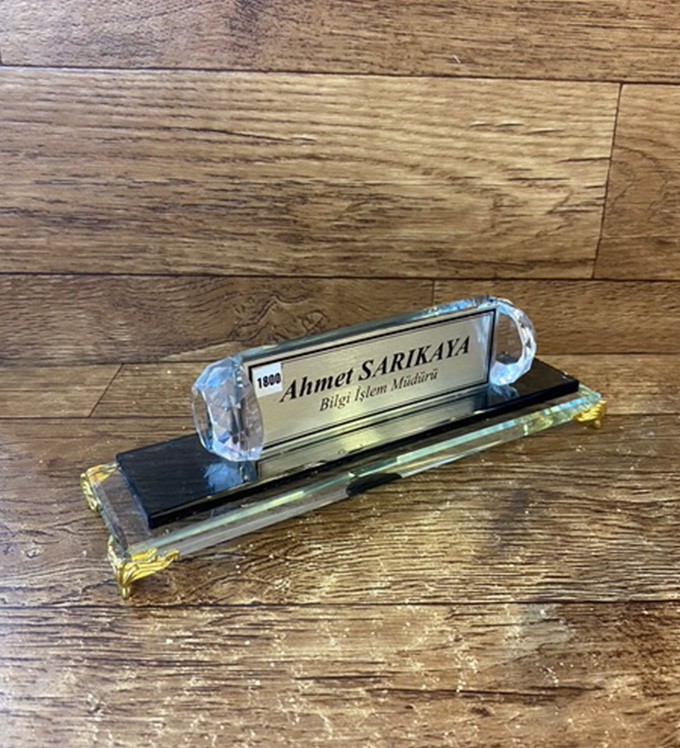 1800
Ahmet SARIKAYA
Bilgi İşlem Müdürü